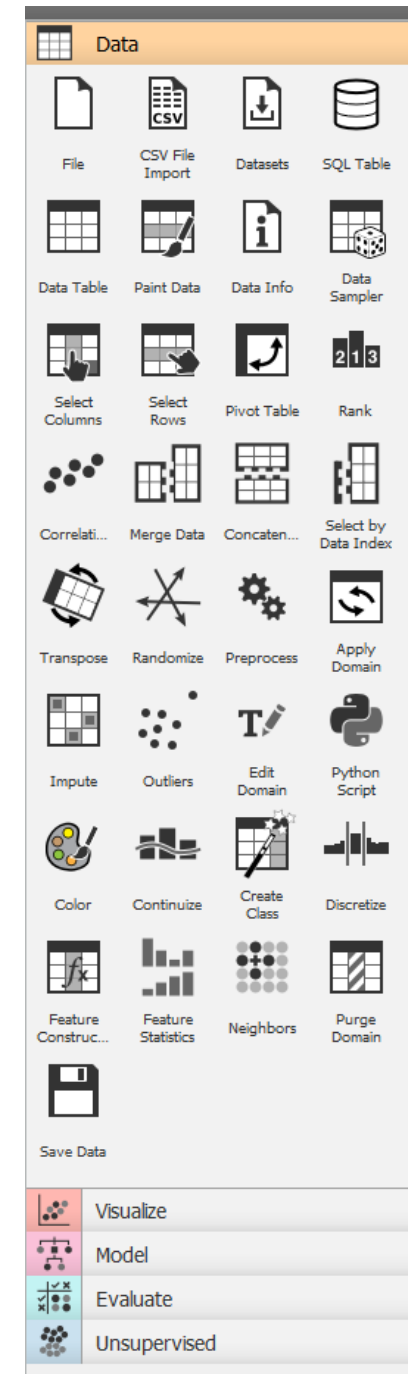 Data
CSV
File
CSV File
Import
Datasets
SQL Table
Data Table
Paint Data
Data Info
Data
Sampler
2 1 3
Select
Columns
Select
Rows
Pivot Table
Rank
Correlati...
Merge Data
Concaten...
Select by
Data Index
Transpose
Randomize
Preprocess
Apply
Domain
T
Impute
Outliers
Edit
Domain
Python
Script
Color
Continuize
Create
Class
Discretize
fx
Feature
Construc...
Feature
Statistics
Neighbors
Purge
Domain
Save Data
Visualize
Model
Evaluate
Unsupervised